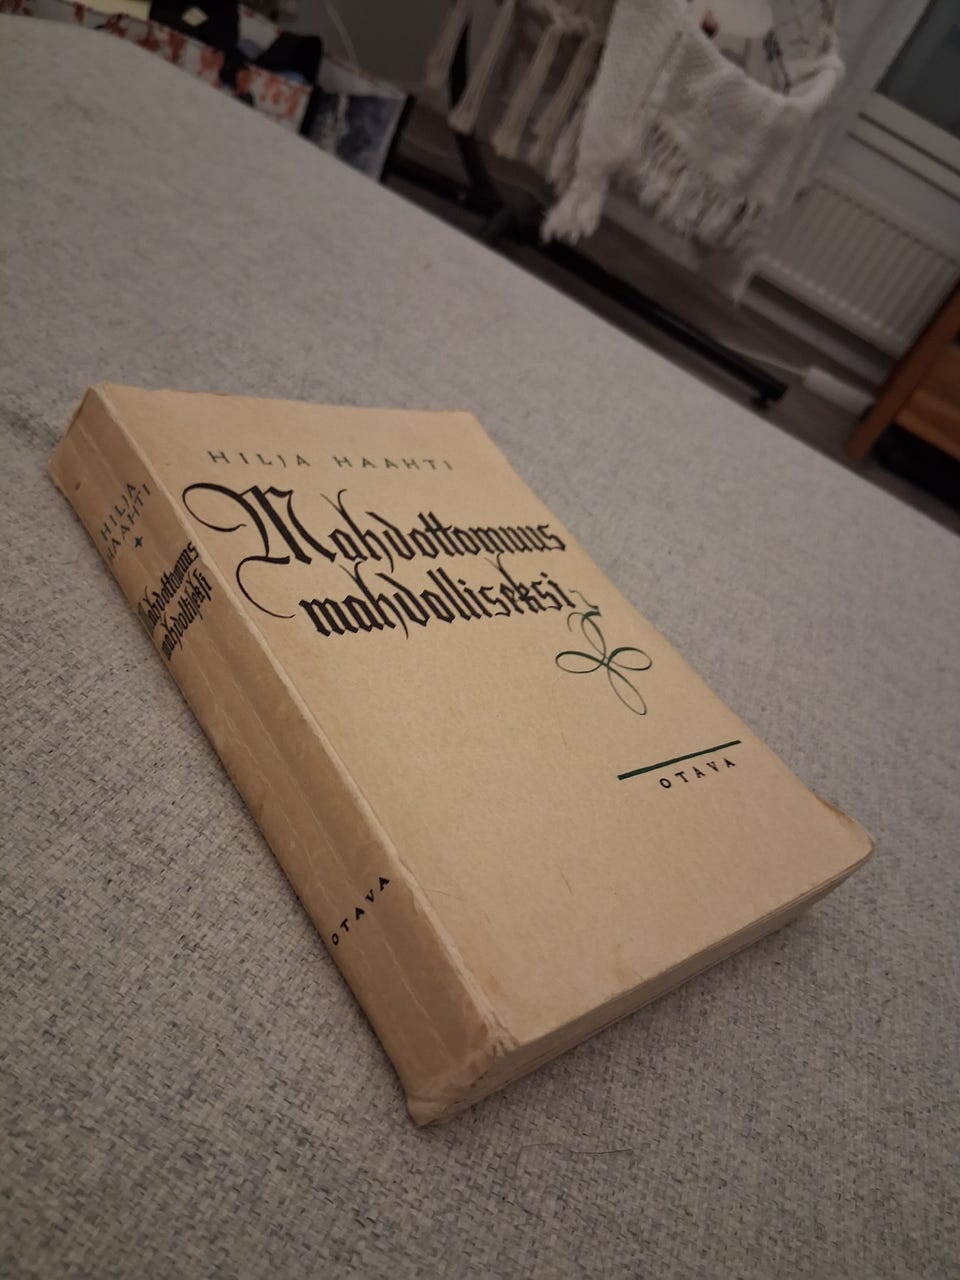 HILJA HAAHTI
Mahdottomuus
mahdolliseksi
OTAVA
HILJA
HAAHTI
Mahdottomuus
mahdolliseksi
OTAVA